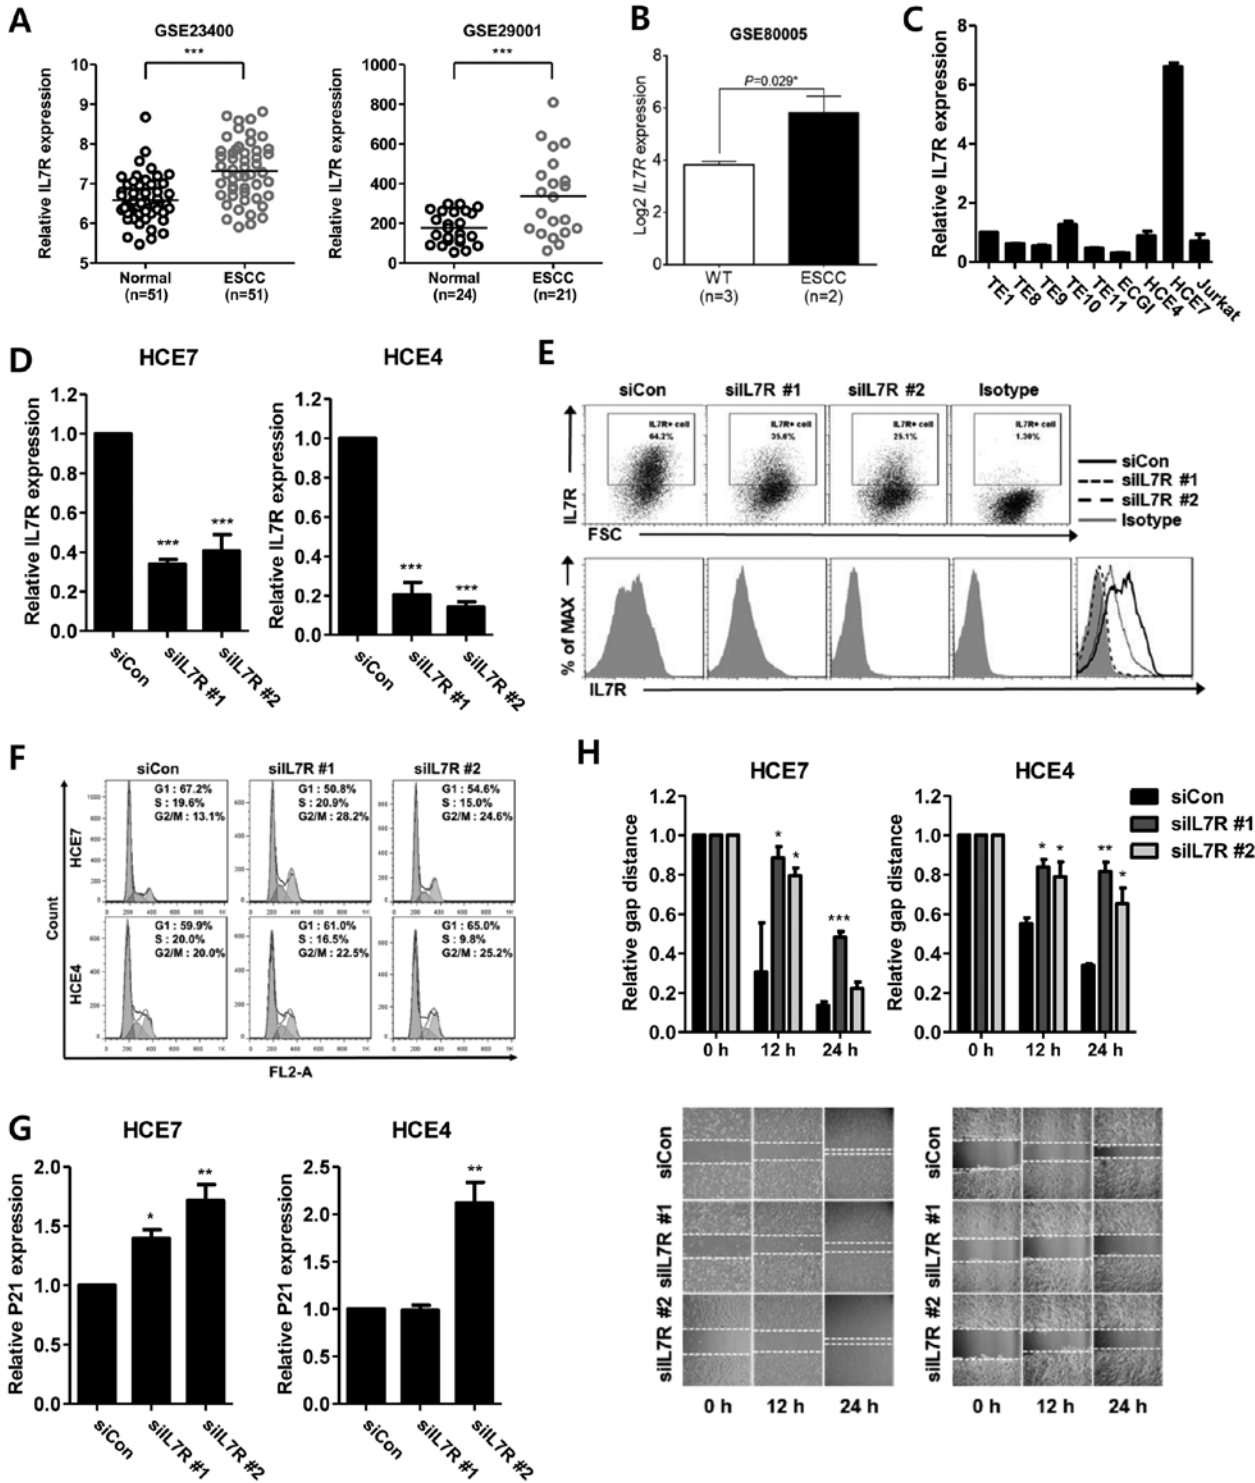 A
GSE23400
***
Relative IL7R expression
10
9
8
7
6
5
Normal
(n=51)
ESCC
(n=51)
GSE29001
***
Relative IL7R expression
1000
800
600
400
200
0
Normal
(n=24)
ESCC
(n=21)
B
GSE80005
P=0.029*
Log2 IL7R expression
8
6
4
2
0
WT
(n=3)
ESCC
(n=2)
C
Relative IL7R expression
8
6
4
2
0
TE1
TE8
TE9
TE10
TE11
ECGI
HCE4
HCE7
Jurkat
D
HCE7
Relative IL7R expression
1.2
1.0
0.8
0.6
0.4
0.2
0.0
***
***
siCon
siIL7R #1
siIL7R #2
HCE4
Relative IL7R expression
1.2
1.0
0.8
0.6
0.4
0.2
0.0
***
***
siCon
siIL7R #1
siIL7R #2
E
siCon siIL7R #1 siIL7R #2 Isotype
IL7R+ cell
64.2%
IL7R+ cell
35.6%
IL7R+ cell
25.1%
IL7R+ cell
1.30%
IL7R
FSC
siCon
siIL7R #1
siIL7R #2
Isotype
% of MAX
IL7R
F
siCon siIL7R #1 siIL7R #2
Count
HCE7
G1 : 67.2%
S : 19.6%
G2/M : 13.1%
G1 : 50.8%
S : 20.9%
G2/M : 28.2%
G1 : 54.6%
S : 15.0%
G2/M : 24.6%
HCE4
G1 : 59.9%
S : 20.0%
G2/M : 20.0%
G1 : 61.0%
S : 16.5%
G2/M : 22.5%
G1 : 65.0%
S : 9.8%
G2/M : 25.2%
FL2-A
G
HCE7
Relative P21 expression
2.0
1.5
1.0
0.5
0.0
*
**
siCon
siIL7R #1
siIL7R #2
HCE4
Relative P21 expression
2.5
2.0
1.5
1.0
0.5
0.0
**
siCon
siIL7R #1
siIL7R #2
H
HCE7
Relative gap distance
1.2
1.0
0.8
0.6
0.4
0.2
0.0
*
*
***
0 h 12 h 24 h
HCE4
Relative gap distance
1.2
1.0
0.8
0.6
0.4
0.2
0.0
*
*
**
*
0 h 12 h 24 h
siCon
siIL7R #1
siIL7R #2
siCon
siIL7R #1
siIL7R #2
0 h 12 h 24 h
siCon
siIL7R #1
siIL7R #2
0 h 12 h 24 h